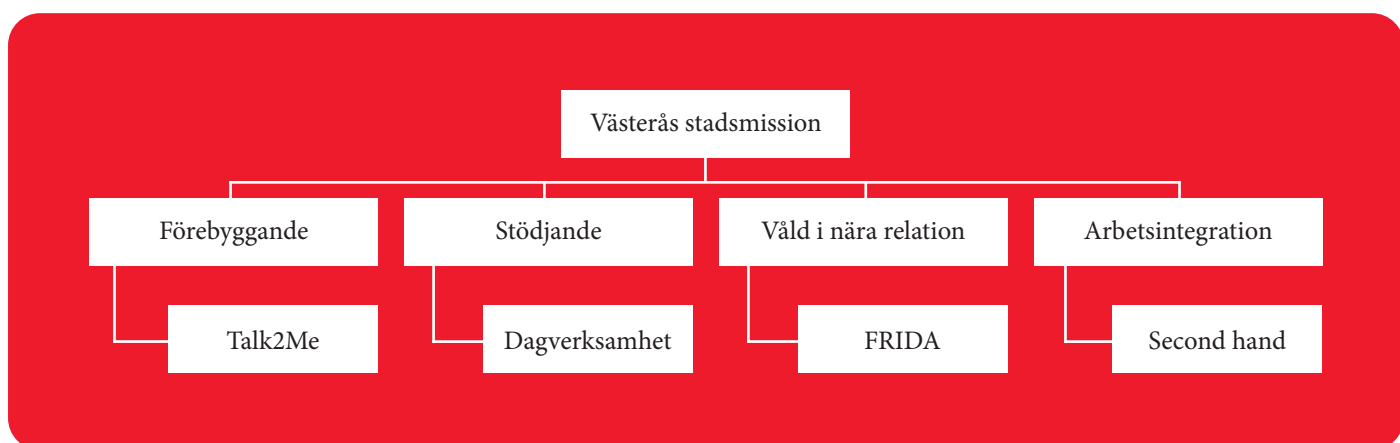 Västerås stadsmission
Förebyggande
Stödjande
Våld i nära relation
Arbetsintegration
Talk2Me
Dagverksamhet
FRIDA
Second hand